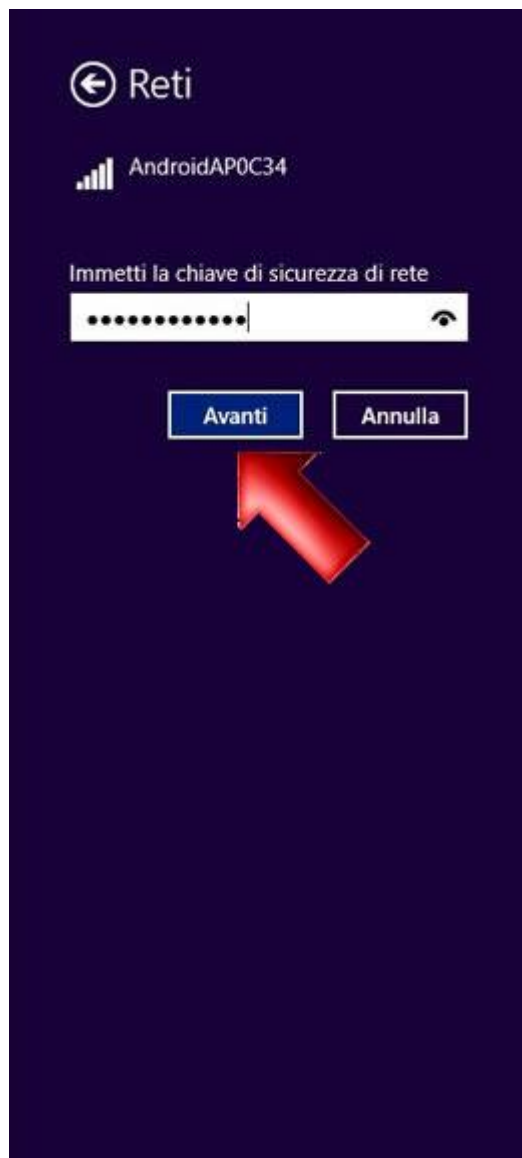 Reti
AndroidAP0C34
Immetti la chiave di sicurezza di rete
Avanti
Annulla